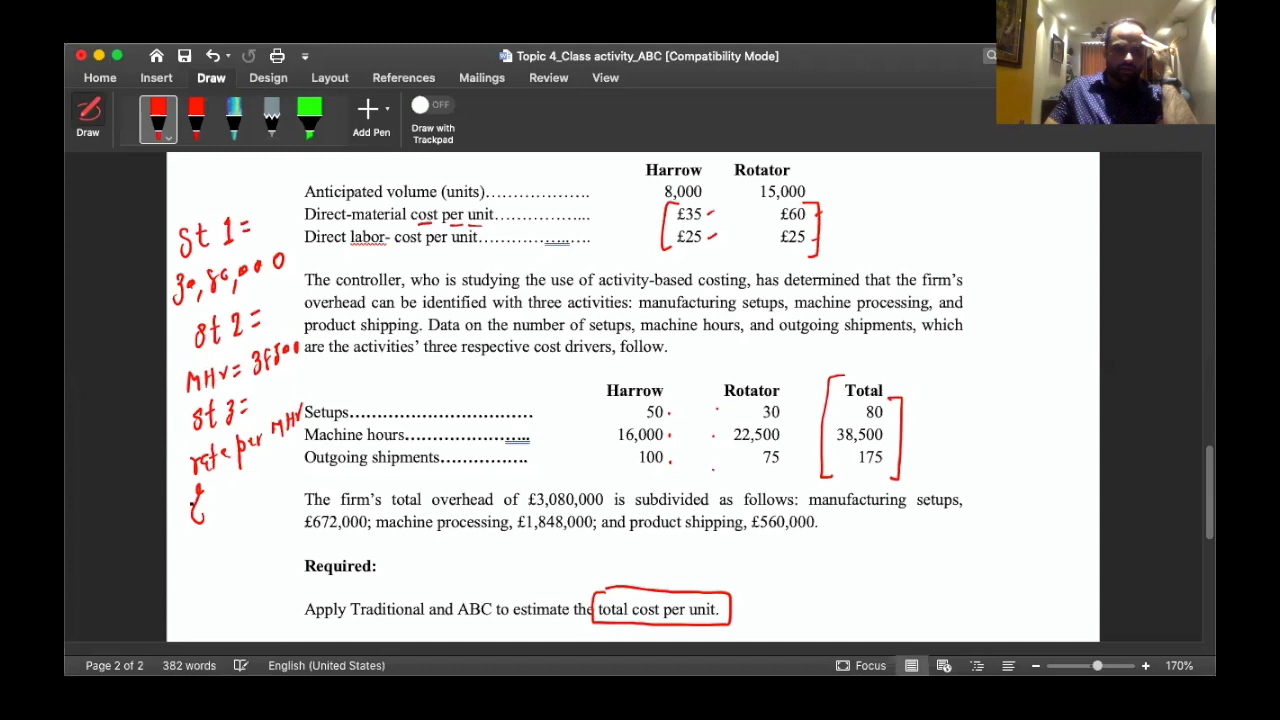 Topic 4_Class activity_ABC [Compatibility Mode]
Home Insert Draw Design Layout References Mailings Review View
Draw
Add Pen
OFF
Draw with
Trackpad
Harrow Rotator
Anticipated volume (units)………………. 8,000 15,000
Direct-material cost per unit……………... £35 £60
Direct labor- cost per unit………………….. £25 £25
The controller, who is studying the use of activity-based costing, has determined that the firm's
overhead can be identified with three activities: manufacturing setups, machine processing, and
product shipping. Data on the number of setups, machine hours, and outgoing shipments, which
are the activities' three respective cost drivers, follow.
Harrow Rotator Total
Setups…………………………… 50 30 80
Machine hours…………………….. 16,000 22,500 38,500
Outgoing shipments……………. 100 75 175
The firm's total overhead of £3,080,000 is subdivided as follows: manufacturing setups,
£672,000; machine processing, £1,848,000; and product shipping, £560,000.
Required:
Apply Traditional and ABC to estimate the total cost per unit.
St 1 =
30,80,000
St 2 =
MHr = 38500
St 3 =
rate per MHr
Page 2 of 2 382 words English (United States) Focus 170%